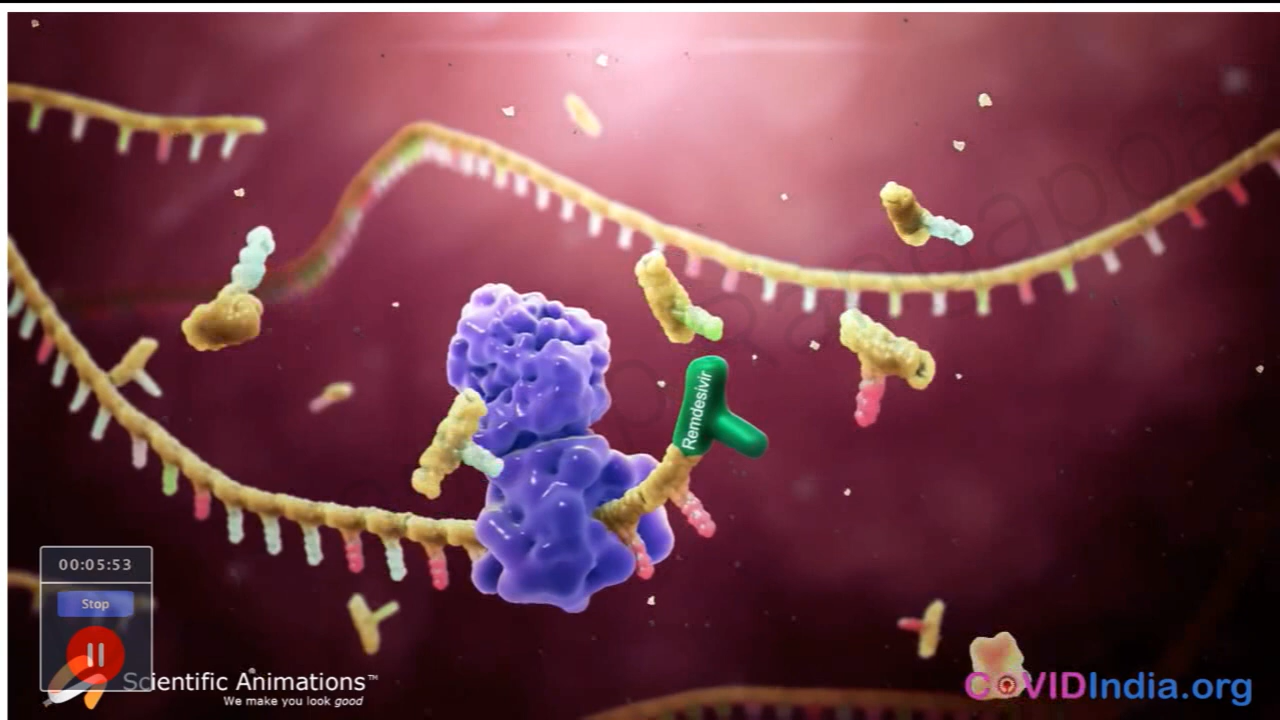 Remdesivir
00:05:53
Stop
Scientific Animations™
We make you look good
COVIDIndia.org